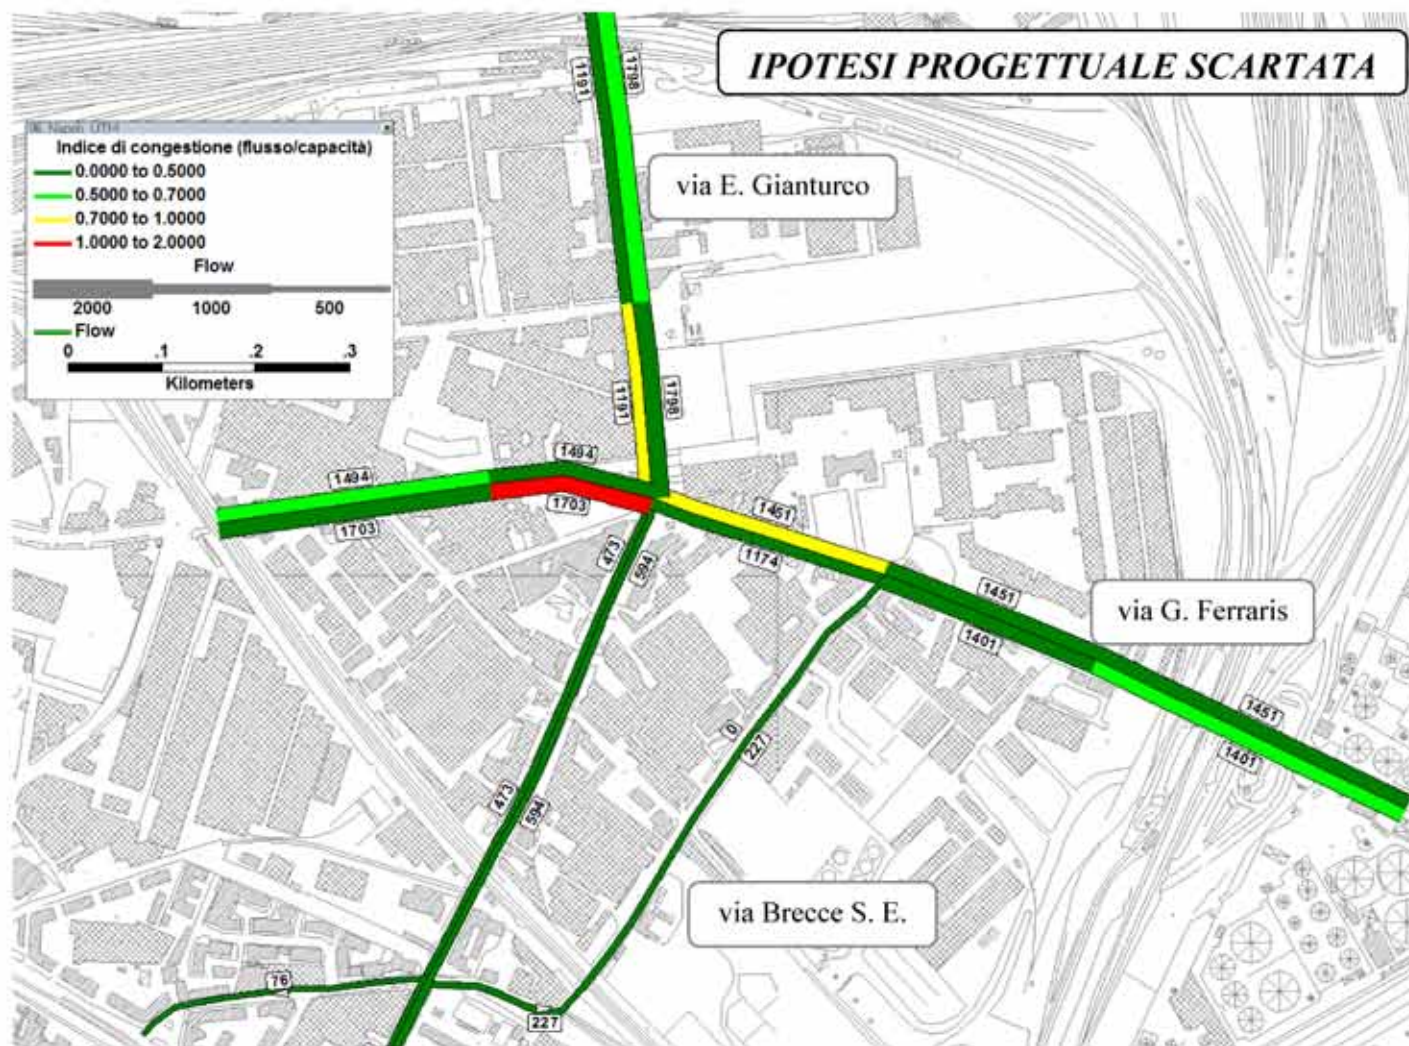 IPOTESI PROGETTUALE SCARTATA
Indice di congestione (flusso/capacità)
0.0000 to 0.5000
0.5000 to 0.7000
0.7000 to 1.0000
1.0000 to 2.0000
Flow
2000 1000 500
Flow
0 .1 .2 .3
Kilometers
1191
1798
via E. Gianturco
1191
1798
1494
1494
1703
1703
1451
1174
473
594
1451
1401
via G. Ferraris
1451
1401
0
227
473
594
via Brecce S. E.
76
227